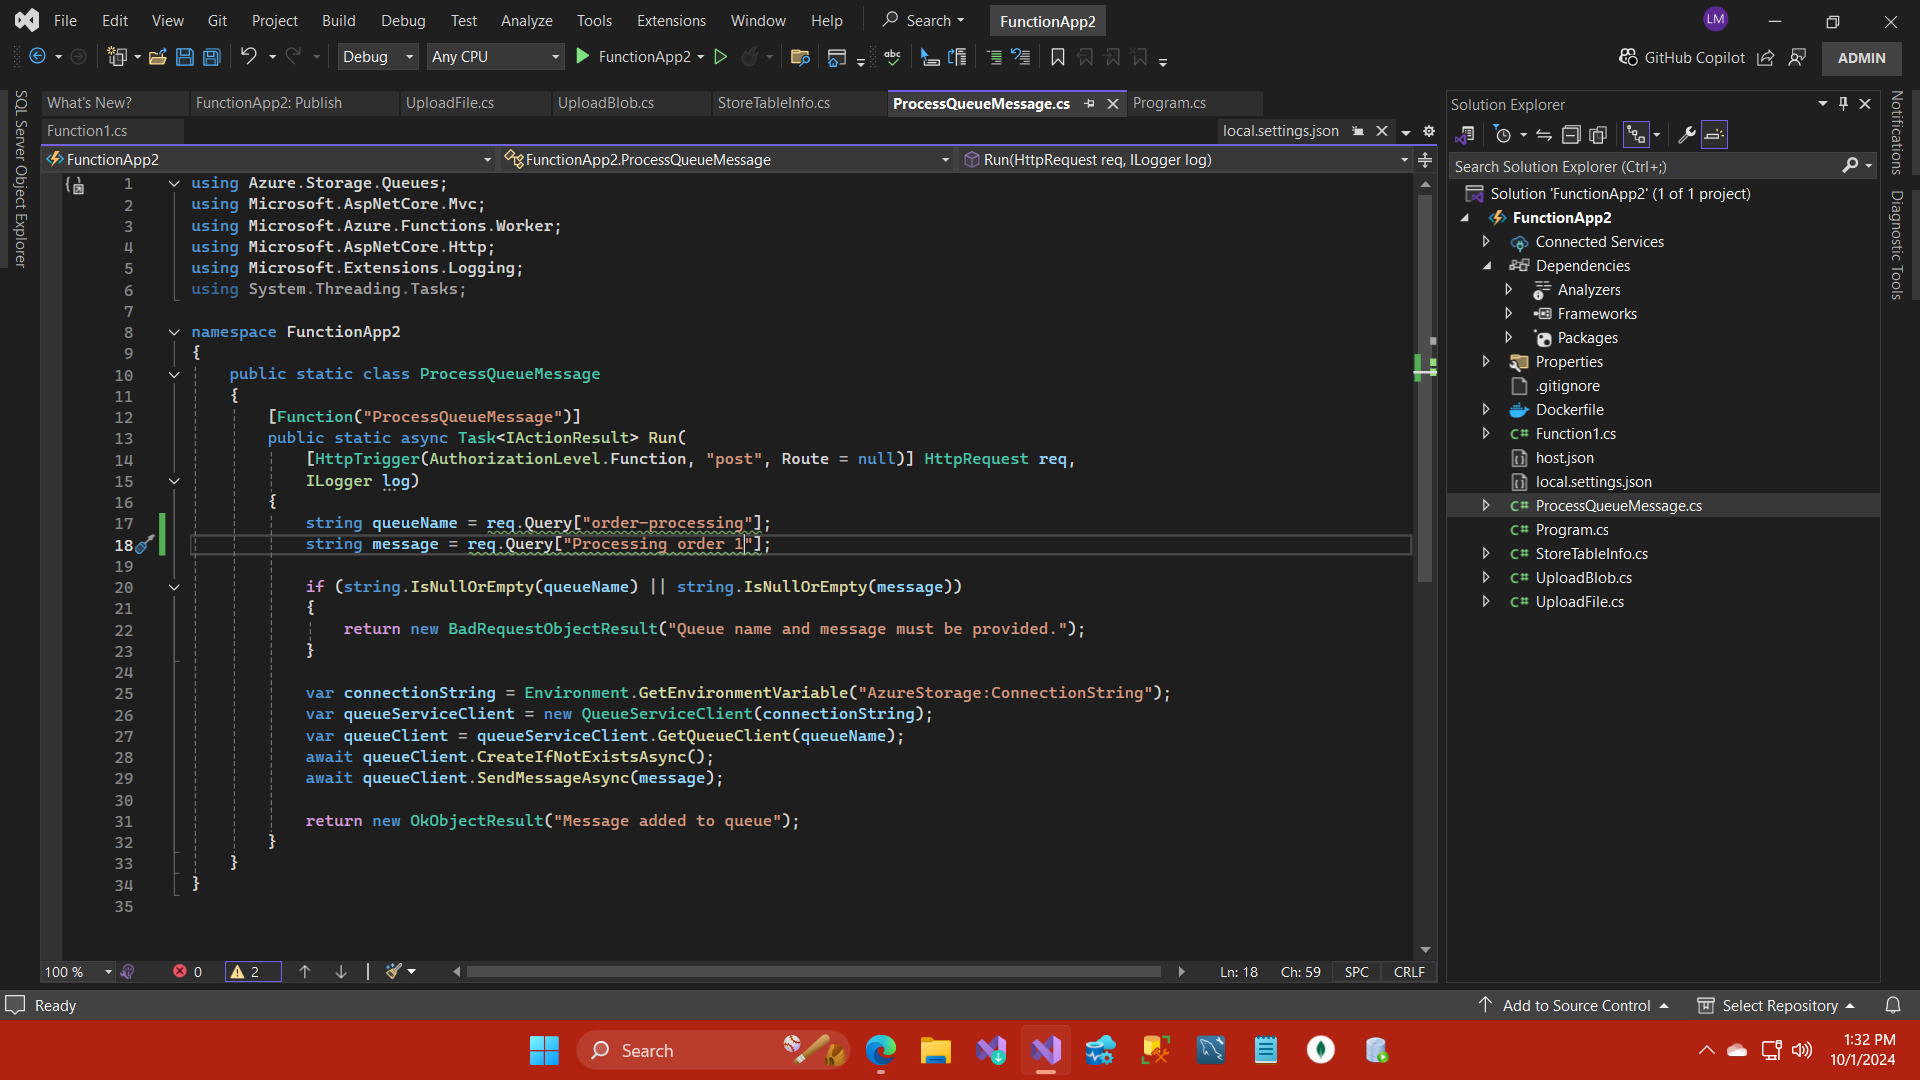 File Edit View Git Project Build Debug Test Analyze Tools Extensions Window Help Search FunctionApp2 LM
Debug Any CPU FunctionApp2 GitHub Copilot ADMIN
SQL Server Object Explorer
What's New? FunctionApp2: Publish UploadFile.cs UploadBlob.cs StoreTableInfo.cs ProcessQueueMessage.cs Program.cs
Function1.cs local.settings.json
FunctionApp2 FunctionApp2.ProcessQueueMessage Run(HttpRequest req, ILogger log)
1 using Azure.Storage.Queues;
2 using Microsoft.AspNetCore.Mvc;
3 using Microsoft.Azure.Functions.Worker;
4 using Microsoft.AspNetCore.Http;
5 using Microsoft.Extensions.Logging;
6 using System.Threading.Tasks;
7
8 namespace FunctionApp2
9 {
10 public static class ProcessQueueMessage
11 {
12 [Function("ProcessQueueMessage")]
13 public static async Task<IActionResult> Run(
14 [HttpTrigger(AuthorizationLevel.Function, "post", Route = null)] HttpRequest req,
15 ILogger log)
16 {
17 string queueName = req.Query["order-processing"];
18 string message = req.Query["Processing order 1"];
19
20 if (string.IsNullOrEmpty(queueName) || string.IsNullOrEmpty(message))
21 {
22 return new BadRequestObjectResult("Queue name and message must be provided.");
23 }
24
25 var connectionString = Environment.GetEnvironmentVariable("AzureStorage:ConnectionString");
26 var queueServiceClient = new QueueServiceClient(connectionString);
27 var queueClient = queueServiceClient.GetQueueClient(queueName);
28 await queueClient.CreateIfNotExistsAsync();
29 await queueClient.SendMessageAsync(message);
30
31 return new OkObjectResult("Message added to queue");
32 }
33 }
34 }
35
100 % 0 2 Ln: 18 Ch: 59 SPC CRLF
Solution Explorer
Search Solution Explorer (Ctrl+;)
Solution 'FunctionApp2' (1 of 1 project)
FunctionApp2
Connected Services
Dependencies
Analyzers
Frameworks
Packages
Properties
.gitignore
Dockerfile
C# Function1.cs
host.json
local.settings.json
C# ProcessQueueMessage.cs
C# Program.cs
C# StoreTableInfo.cs
C# UploadBlob.cs
C# UploadFile.cs
Notifications
Diagnostic Tools
Ready Add to Source Control Select Repository
Search
1:32 PM
10/1/2024